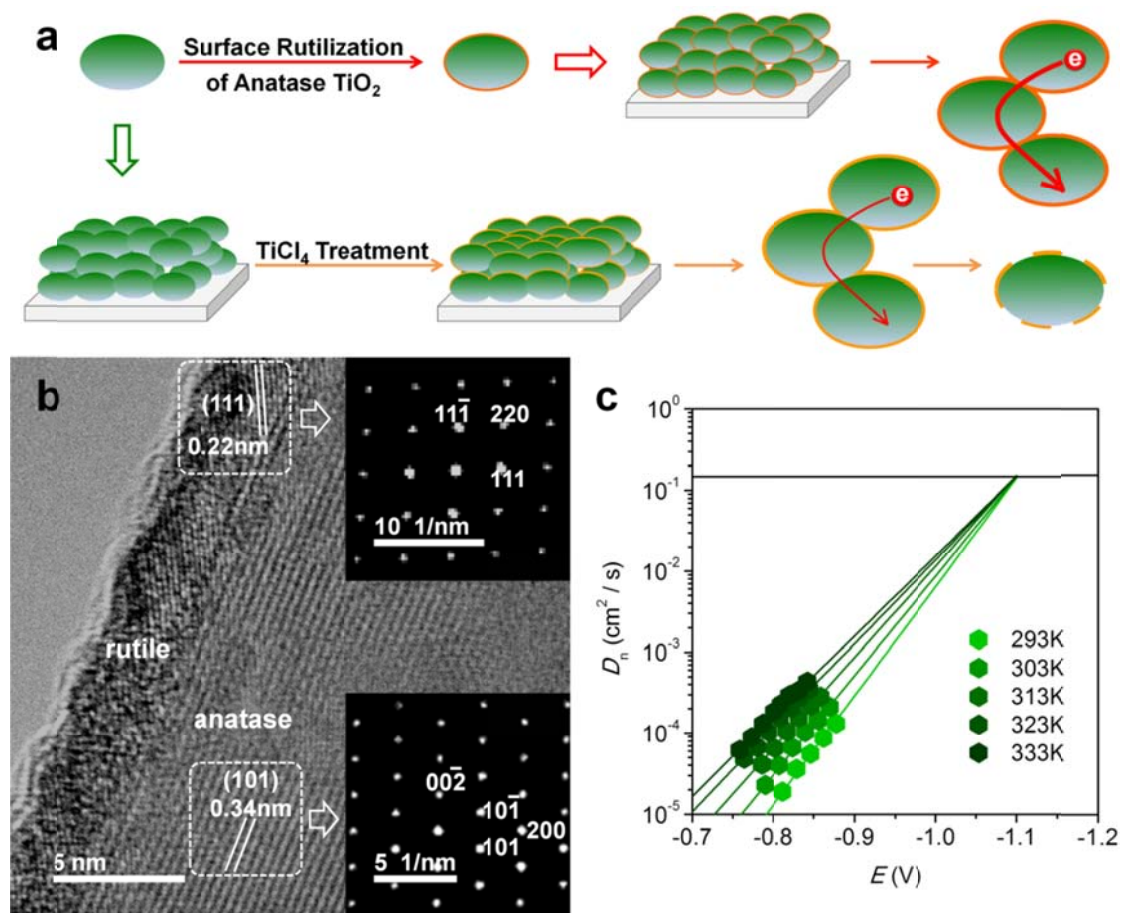 a
Surface Rutilization
of Anatase TiO₂
e
e
TiCl₄ Treatment
b
(111)
0.22nm
111̄
220
111
10 1/nm
rutile
anatase
(101)
0.34nm
5 nm
002̄
101̄
200
101
5 1/nm
c
10⁰
10⁻¹
10⁻²
10⁻³
10⁻⁴
10⁻⁵
Dₙ (cm² / s)
293K
303K
313K
323K
333K
-0.7 -0.8 -0.9 -1.0 -1.1 -1.2
E (V)